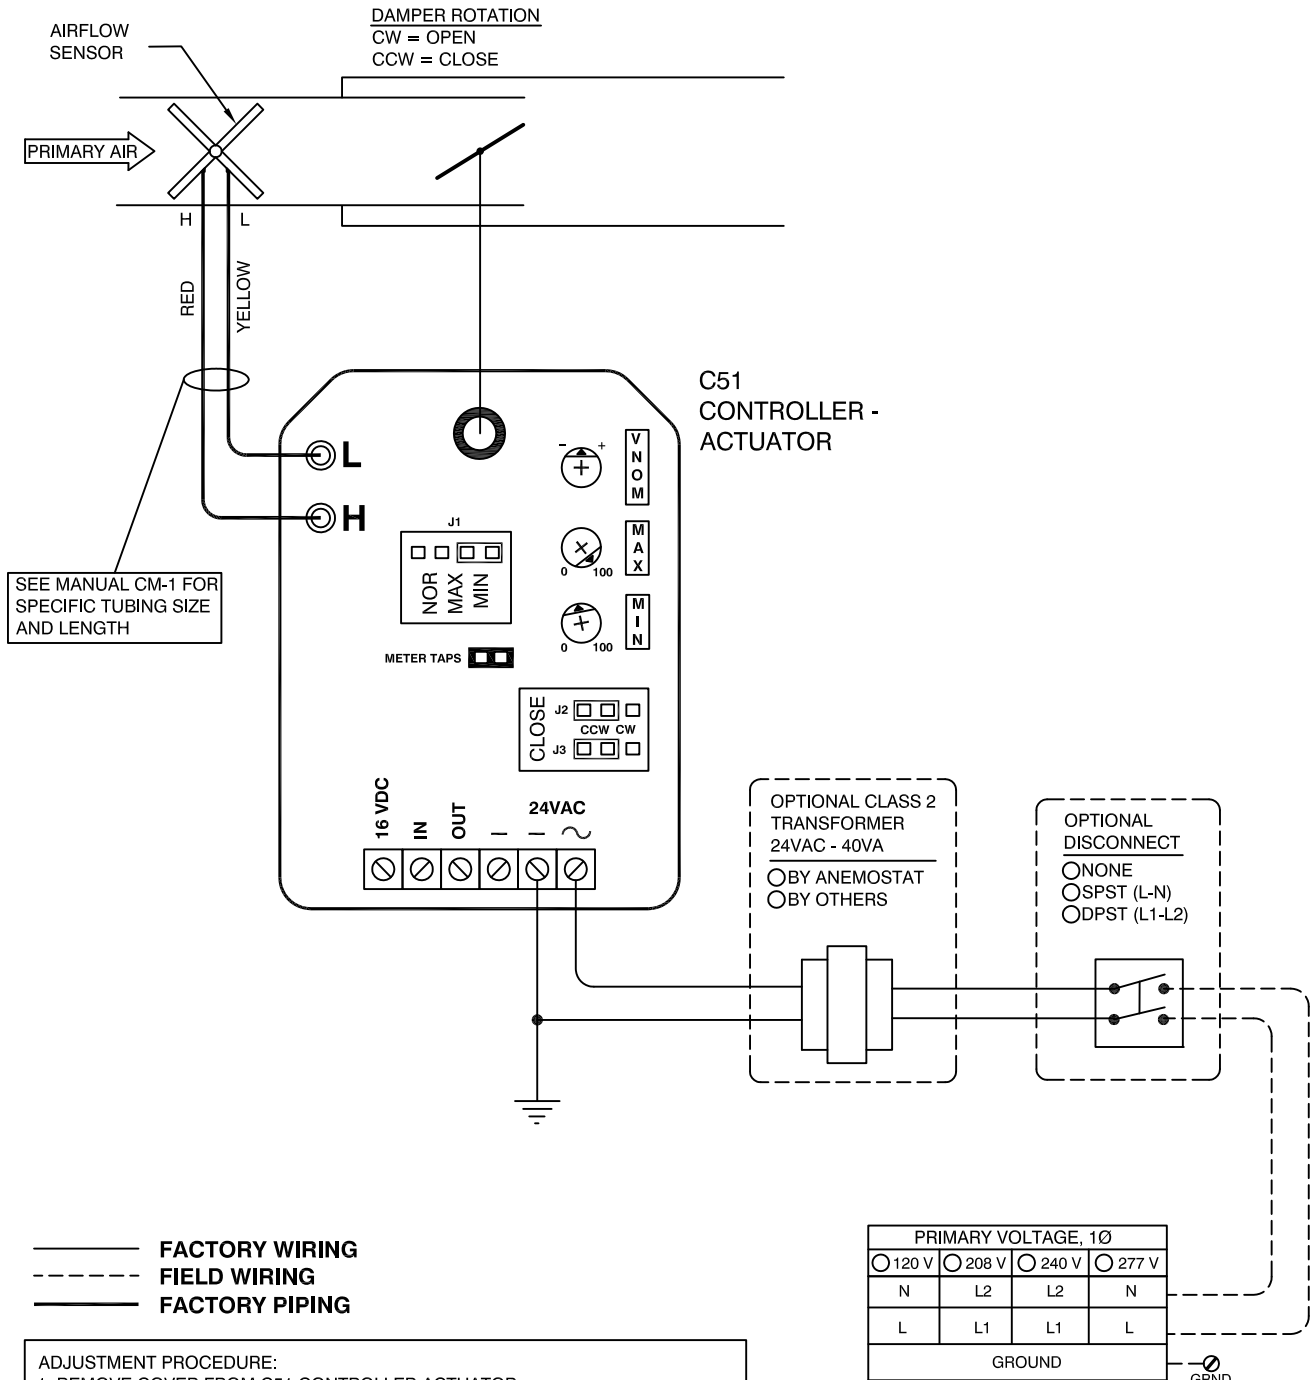 AIRFLOW
SENSOR
DAMPER ROTATION
CW = OPEN
CCW = CLOSE
PRIMARY AIR
H
L
RED
YELLOW
C51
CONTROLLER -
ACTUATOR
L
H
- +
VNOM
J1
NOR
MAX
MIN
0 100
MAX
0 100
MIN
SEE MANUAL CM-1 FOR
SPECIFIC TUBING SIZE
AND LENGTH
METER TAPS
CLOSE
J2
CCW CW
J3
16 VDC
IN
OUT
24VAC
OPTIONAL CLASS 2
TRANSFORMER
24VAC - 40VA
BY ANEMOSTAT
BY OTHERS
OPTIONAL
DISCONNECT
NONE
SPST (L-N)
DPST (L1-L2)
FACTORY WIRING
FIELD WIRING
FACTORY PIPING
PRIMARY VOLTAGE, 1Ø
120 V 208 V 240 V 277 V
N L2 L2 N
L L1 L1 L
GROUND
GRND
ADJUSTMENT PROCEDURE: